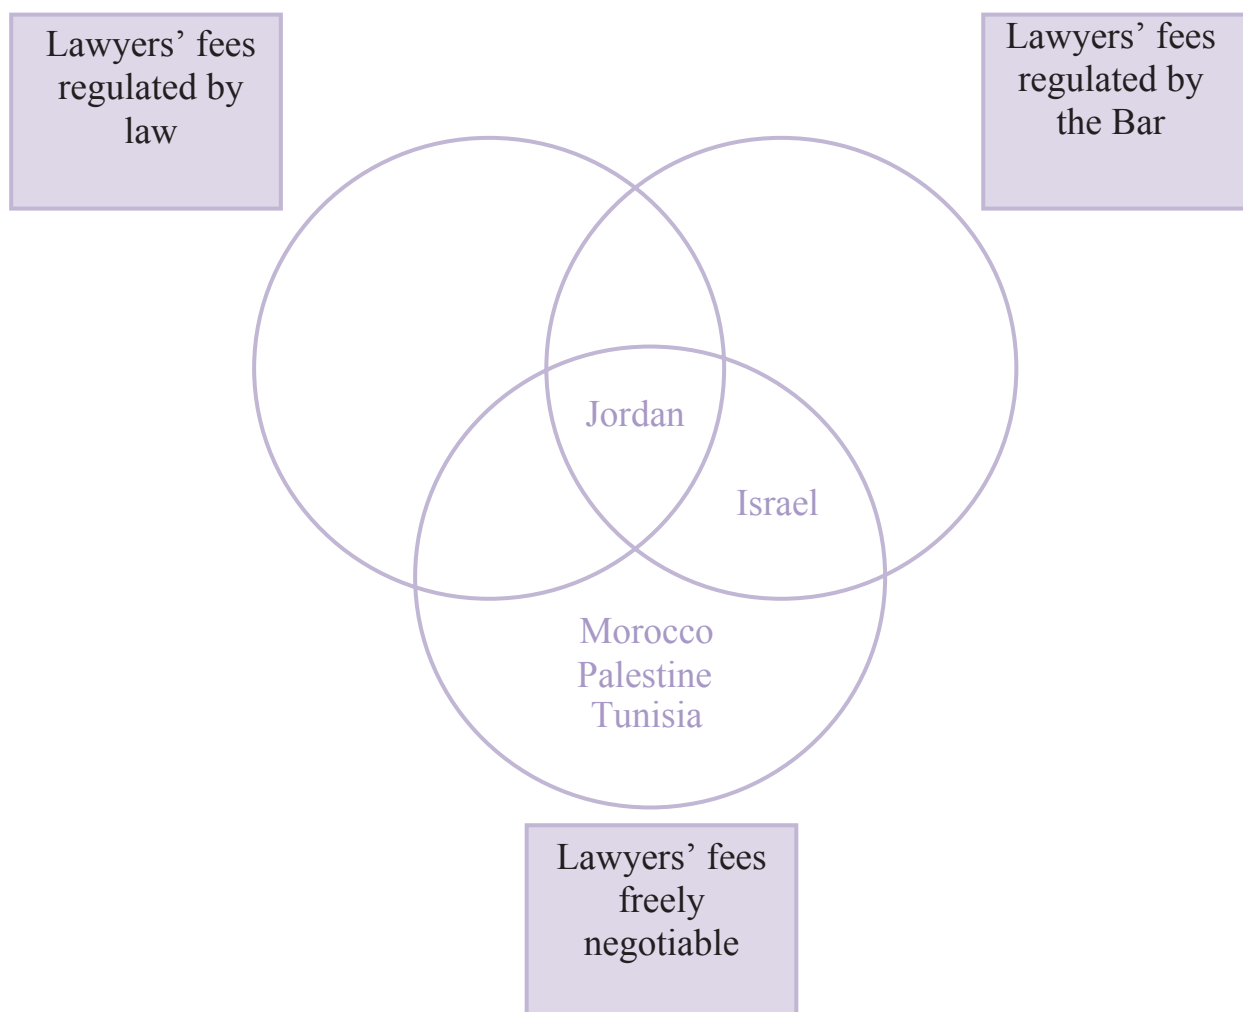 Lawyers’ fees
regulated by
law
Lawyers’ fees
regulated by
the Bar
Jordan
Israel
Morocco
Palestine
Tunisia
Lawyers’ fees
freely
negotiable